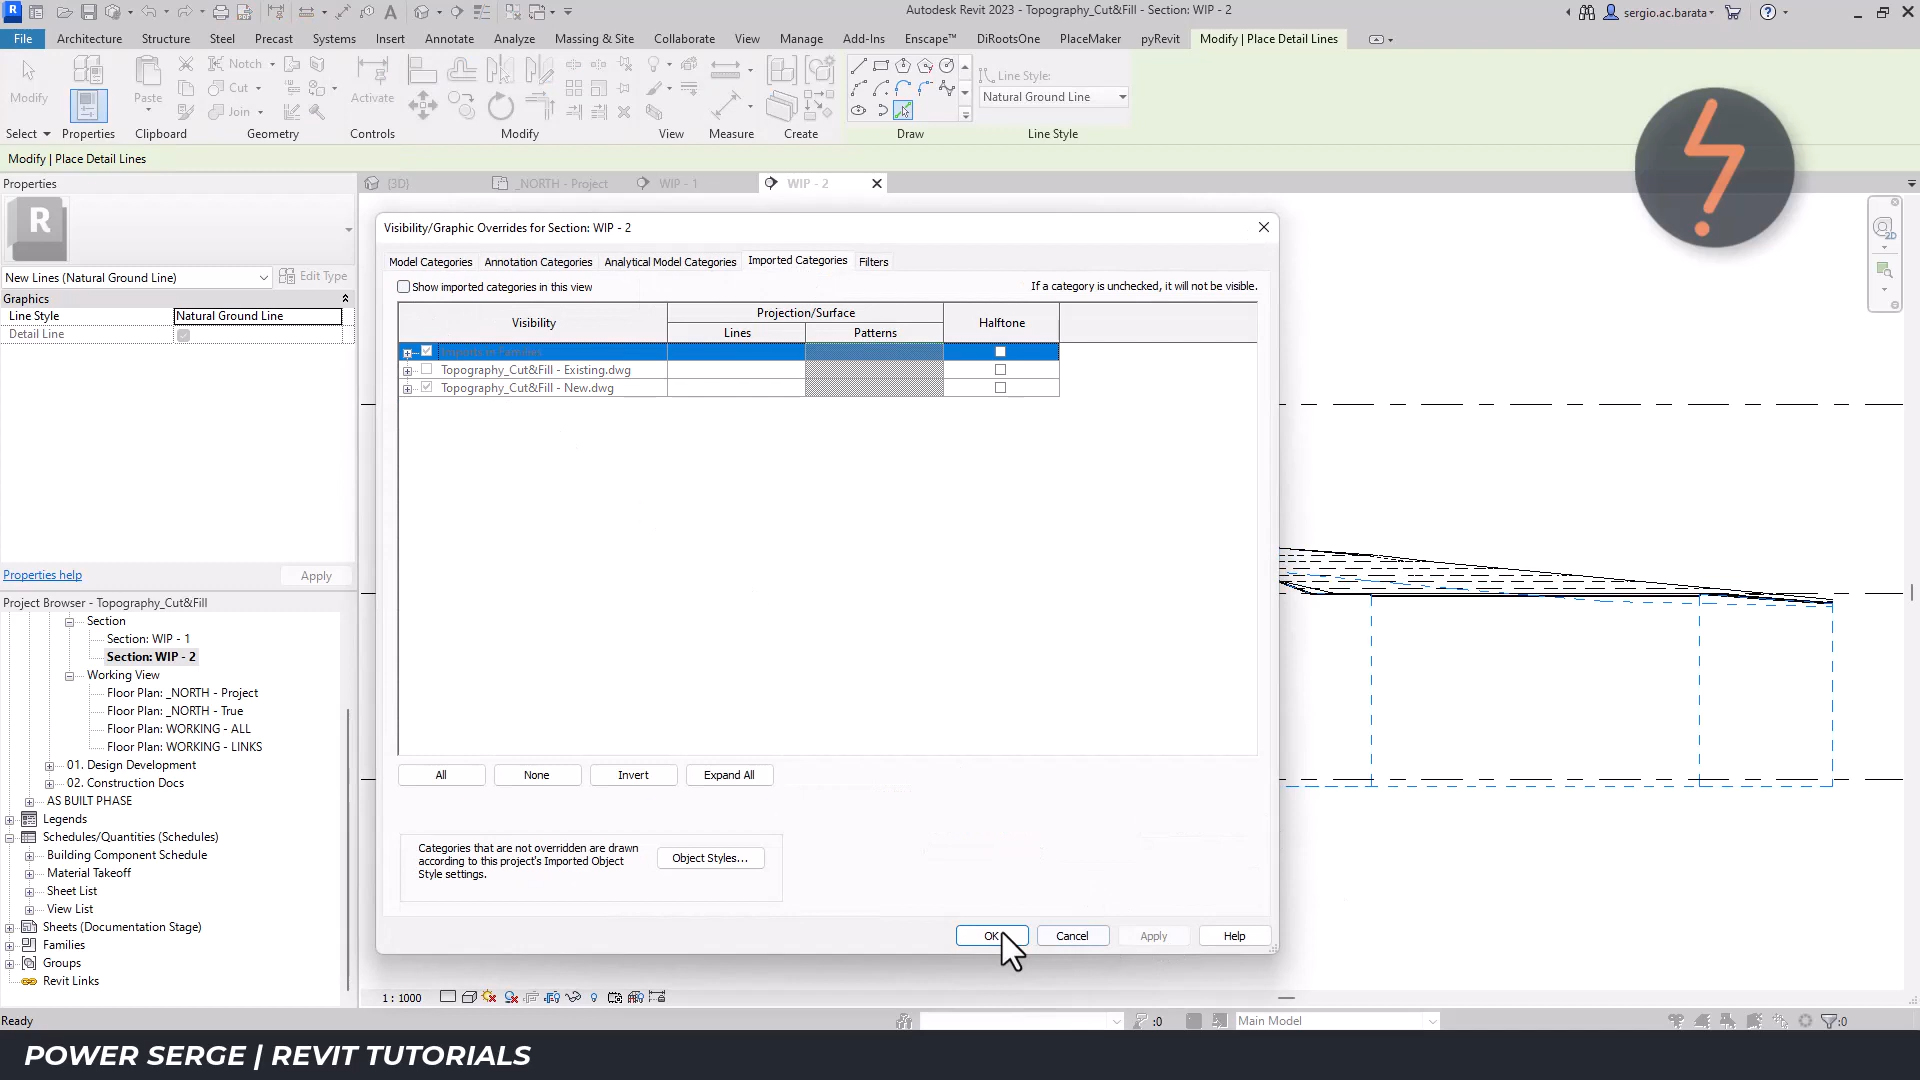 Autodesk Revit 2023 - Topography_Cut&Fill - Section: WIP - 2
sergio.ac.barata
File Architecture Structure Steel Precast Systems Insert Annotate Analyze Massing & Site Collaborate View Manage Add-Ins Enscape™ DiRootsOne PlaceMaker pyRevit Modify | Place Detail Lines
Modify
Paste
Notch
Cut
Join
Activate
Line Style:
Natural Ground Line
Select Properties Clipboard Geometry Controls Modify View Measure Create Draw Line Style
Modify | Place Detail Lines
Properties
{3D} _NORTH - Project WIP - 1 WIP - 2
R
New Lines (Natural Ground Line) Edit Type
Graphics
Line Style Natural Ground Line
Detail Line
Properties help Apply
Visibility/Graphic Overrides for Section: WIP - 2
Model Categories Annotation Categories Analytical Model Categories Imported Categories Filters
Show imported categories in this view If a category is unchecked, it will not be visible.
Visibility Projection/Surface Halftone
Lines Patterns
Imports in Families
Topography_Cut&Fill - Existing.dwg
Topography_Cut&Fill - New.dwg
All None Invert Expand All
Categories that are not overridden are drawn
according to this project's Imported Object
Style settings.
Object Styles...
OK Cancel Apply Help
Project Browser - Topography_Cut&Fill
Section
Section: WIP - 1
Section: WIP - 2
Working View
Floor Plan: _NORTH - Project
Floor Plan: _NORTH - True
Floor Plan: WORKING - ALL
Floor Plan: WORKING - LINKS
01. Design Development
02. Construction Docs
AS BUILT PHASE
Legends
Schedules/Quantities (Schedules)
Building Component Schedule
Material Takeoff
Sheet List
View List
Sheets (Documentation Stage)
Families
Groups
Revit Links
1 : 1000
Ready
:0
Main Model
:0
POWER SERGE | REVIT TUTORIALS